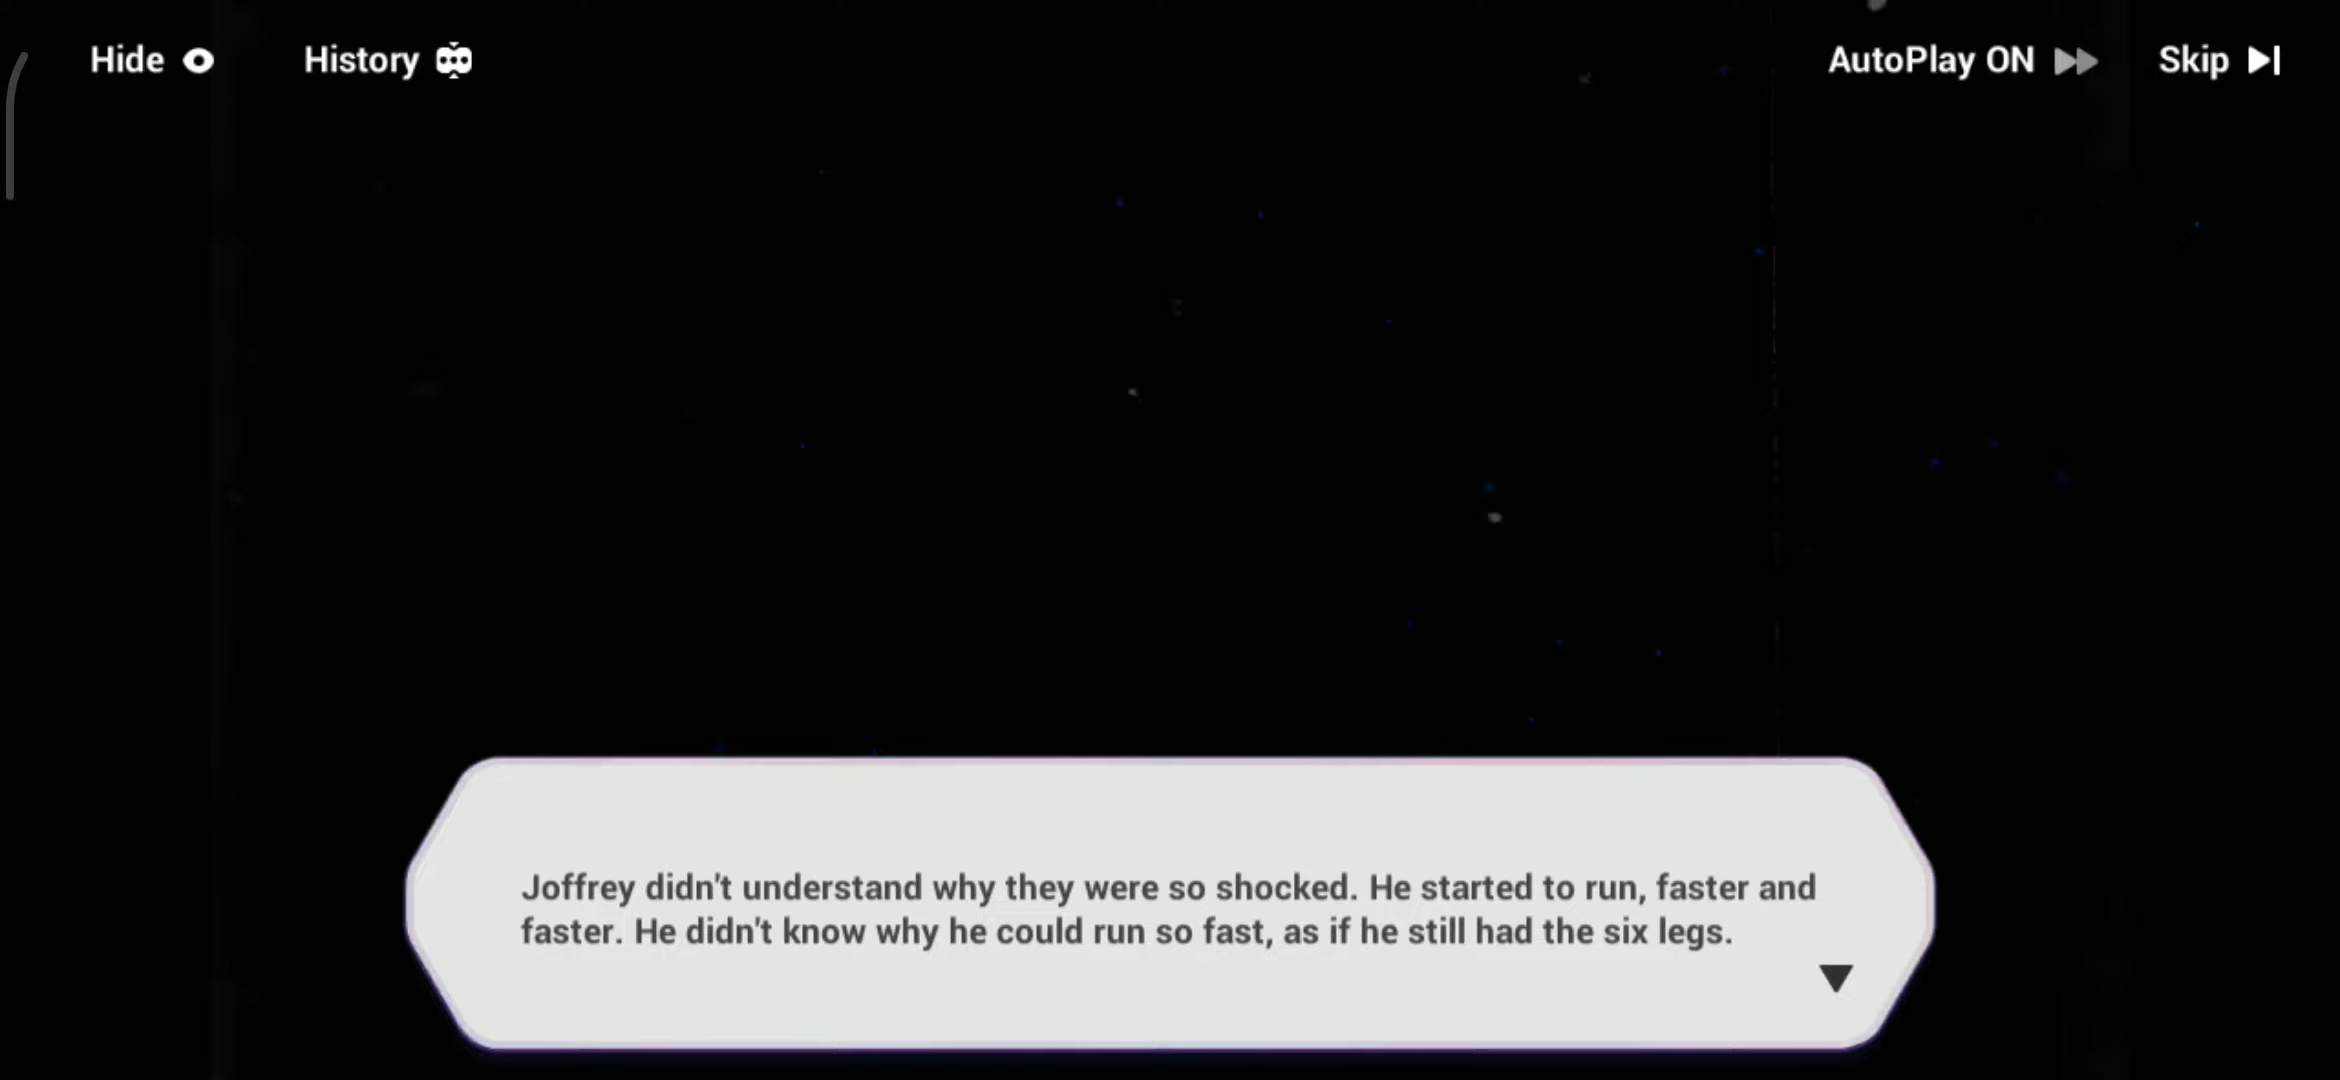 Hide
History
AutoPlay ON
Skip
Joffrey didn't understand why they were so shocked. He started to run, faster and
faster. He didn't know why he could run so fast, as if he still had the six legs.